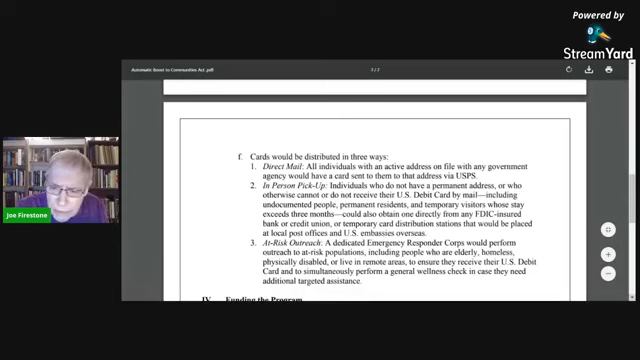 Powered by
StreamYard
Automatic Boost to Communities Act.pdf
f. Cards would be distributed in three ways:
1. Direct Mail: All individuals with an active address on file with any government
agency would have a card sent to them to that address via USPS.
2. In Person Pick-Up: Individuals who do not have a permanent address, or who
otherwise cannot or do not receive their U.S. Debit Card by mail—including
undocumented people, permanent residents, and temporary visitors whose stay
exceeds three months—could also obtain one directly from any FDIC-insured
bank or credit union, or temporary card distribution stations that would be placed
at local post offices and U.S. embassies overseas.
3. At-Risk Outreach: A dedicated Emergency Responder Corps would perform
outreach to at-risk populations, including people who are elderly, homeless,
physically disabled, or live in remote areas, to ensure they receive their U.S. Debit
Card and to simultaneously perform a general wellness check in case they need
additional targeted assistance.
IV. Funding the Program
Joe Firestone